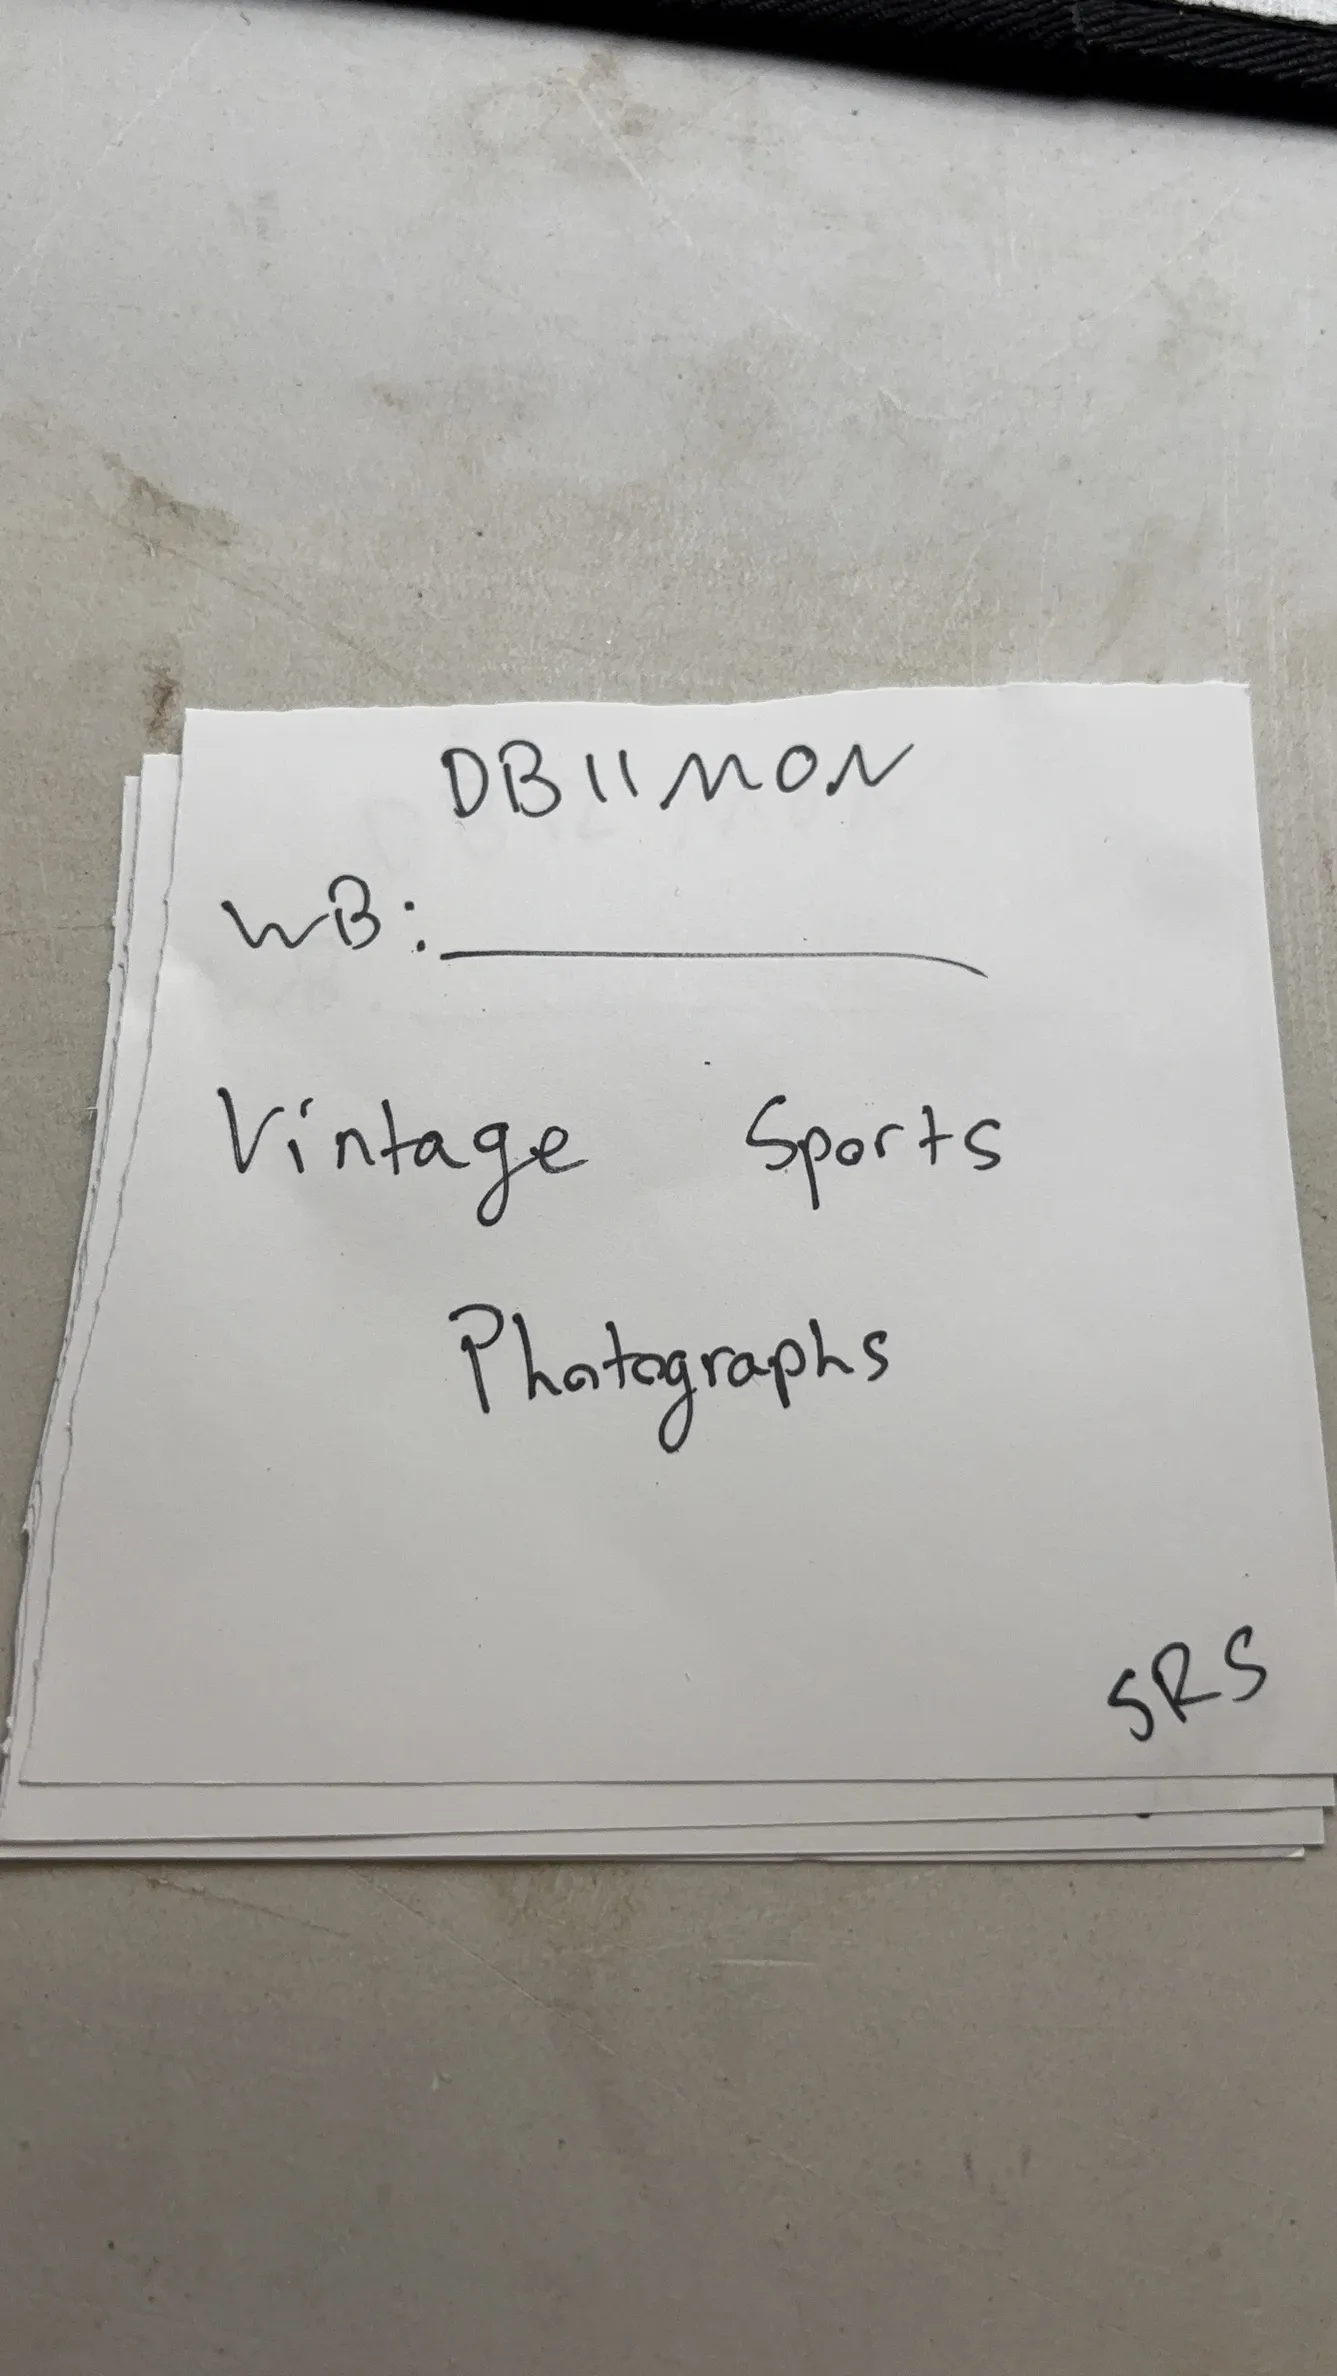 DB11MON
WB:
Vintage Sports
Photographs
SRS